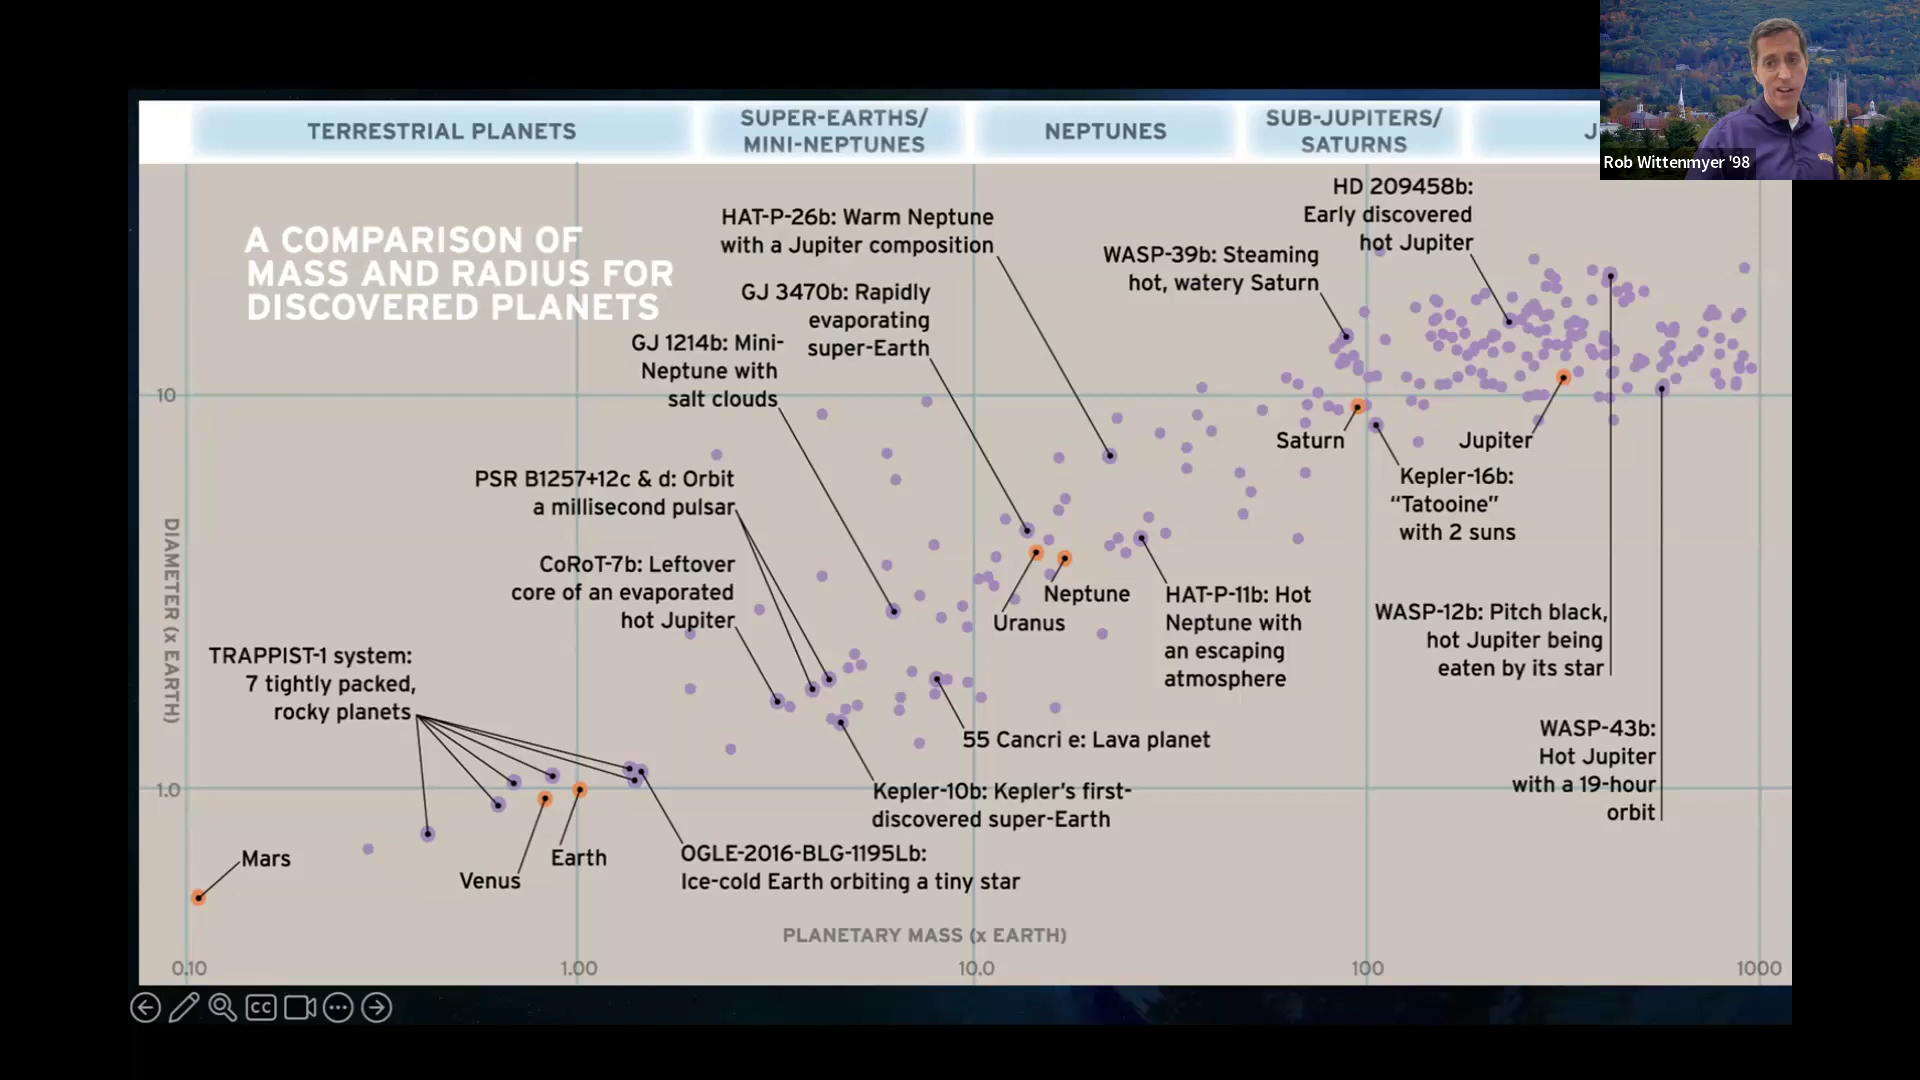 TERRESTRIAL PLANETS
SUPER-EARTHS/
MINI-NEPTUNES
NEPTUNES
SUB-JUPITERS/
SATURNS
J
Rob Wittenmyer '98
A COMPARISON OF
MASS AND RADIUS FOR
DISCOVERED PLANETS
HAT-P-26b: Warm Neptune
with a Jupiter composition
GJ 3470b: Rapidly
evaporating
super-Earth
GJ 1214b: Mini-
Neptune with
salt clouds
PSR B1257+12c & d: Orbit
a millisecond pulsar
CoRoT-7b: Leftover
core of an evaporated
hot Jupiter
TRAPPIST-1 system:
7 tightly packed,
rocky planets
Mars
Venus
Earth
OGLE-2016-BLG-1195Lb:
Ice-cold Earth orbiting a tiny star
Kepler-10b: Kepler's first-
discovered super-Earth
55 Cancri e: Lava planet
Uranus
Neptune
HAT-P-11b: Hot
Neptune with
an escaping
atmosphere
WASP-39b: Steaming
hot, watery Saturn
HD 209458b:
Early discovered
hot Jupiter
Saturn
Jupiter
Kepler-16b:
“Tatooine”
with 2 suns
WASP-12b: Pitch black,
hot Jupiter being
eaten by its star
WASP-43b:
Hot Jupiter
with a 19-hour
orbit
DIAMETER (x EARTH)
10
1.0
PLANETARY MASS (x EARTH)
0.10
1.00
10.0
100
1000
CC